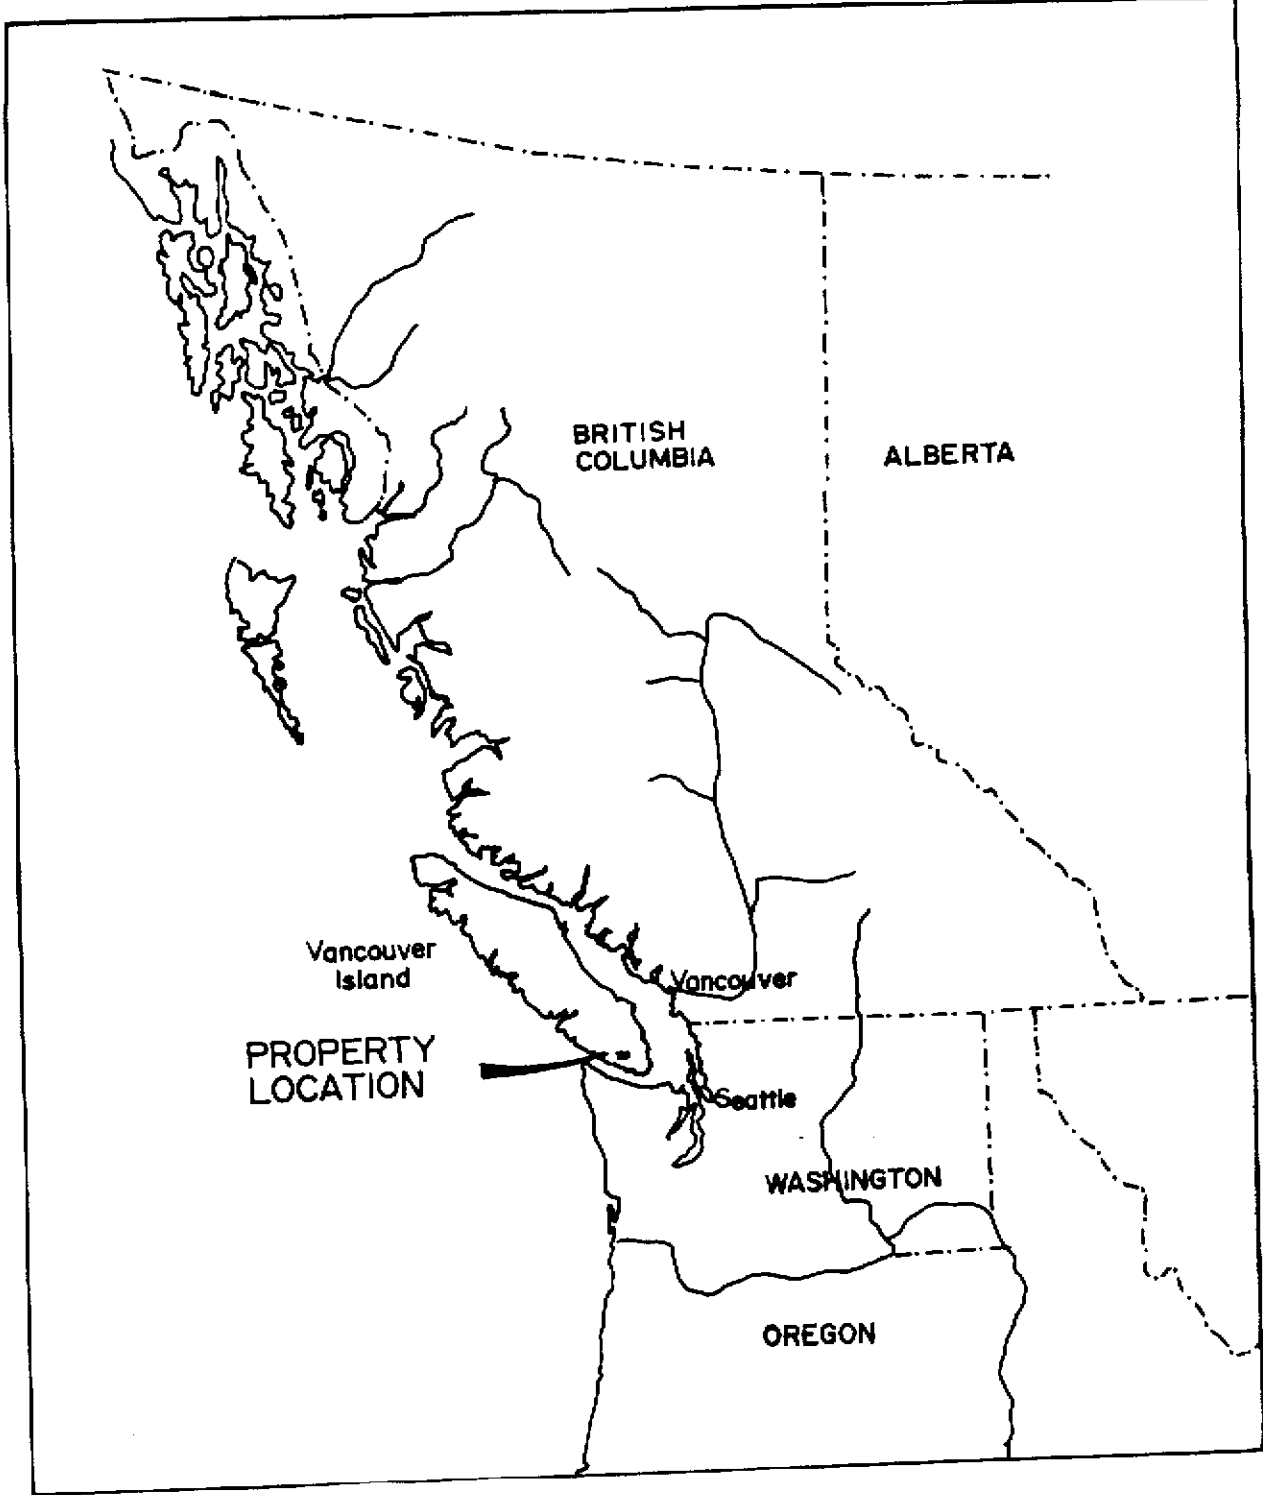 BRITISH
COLUMBIA
ALBERTA
Vancouver
Island
Vancouver
PROPERTY
LOCATION
Seattle
WASHINGTON
OREGON